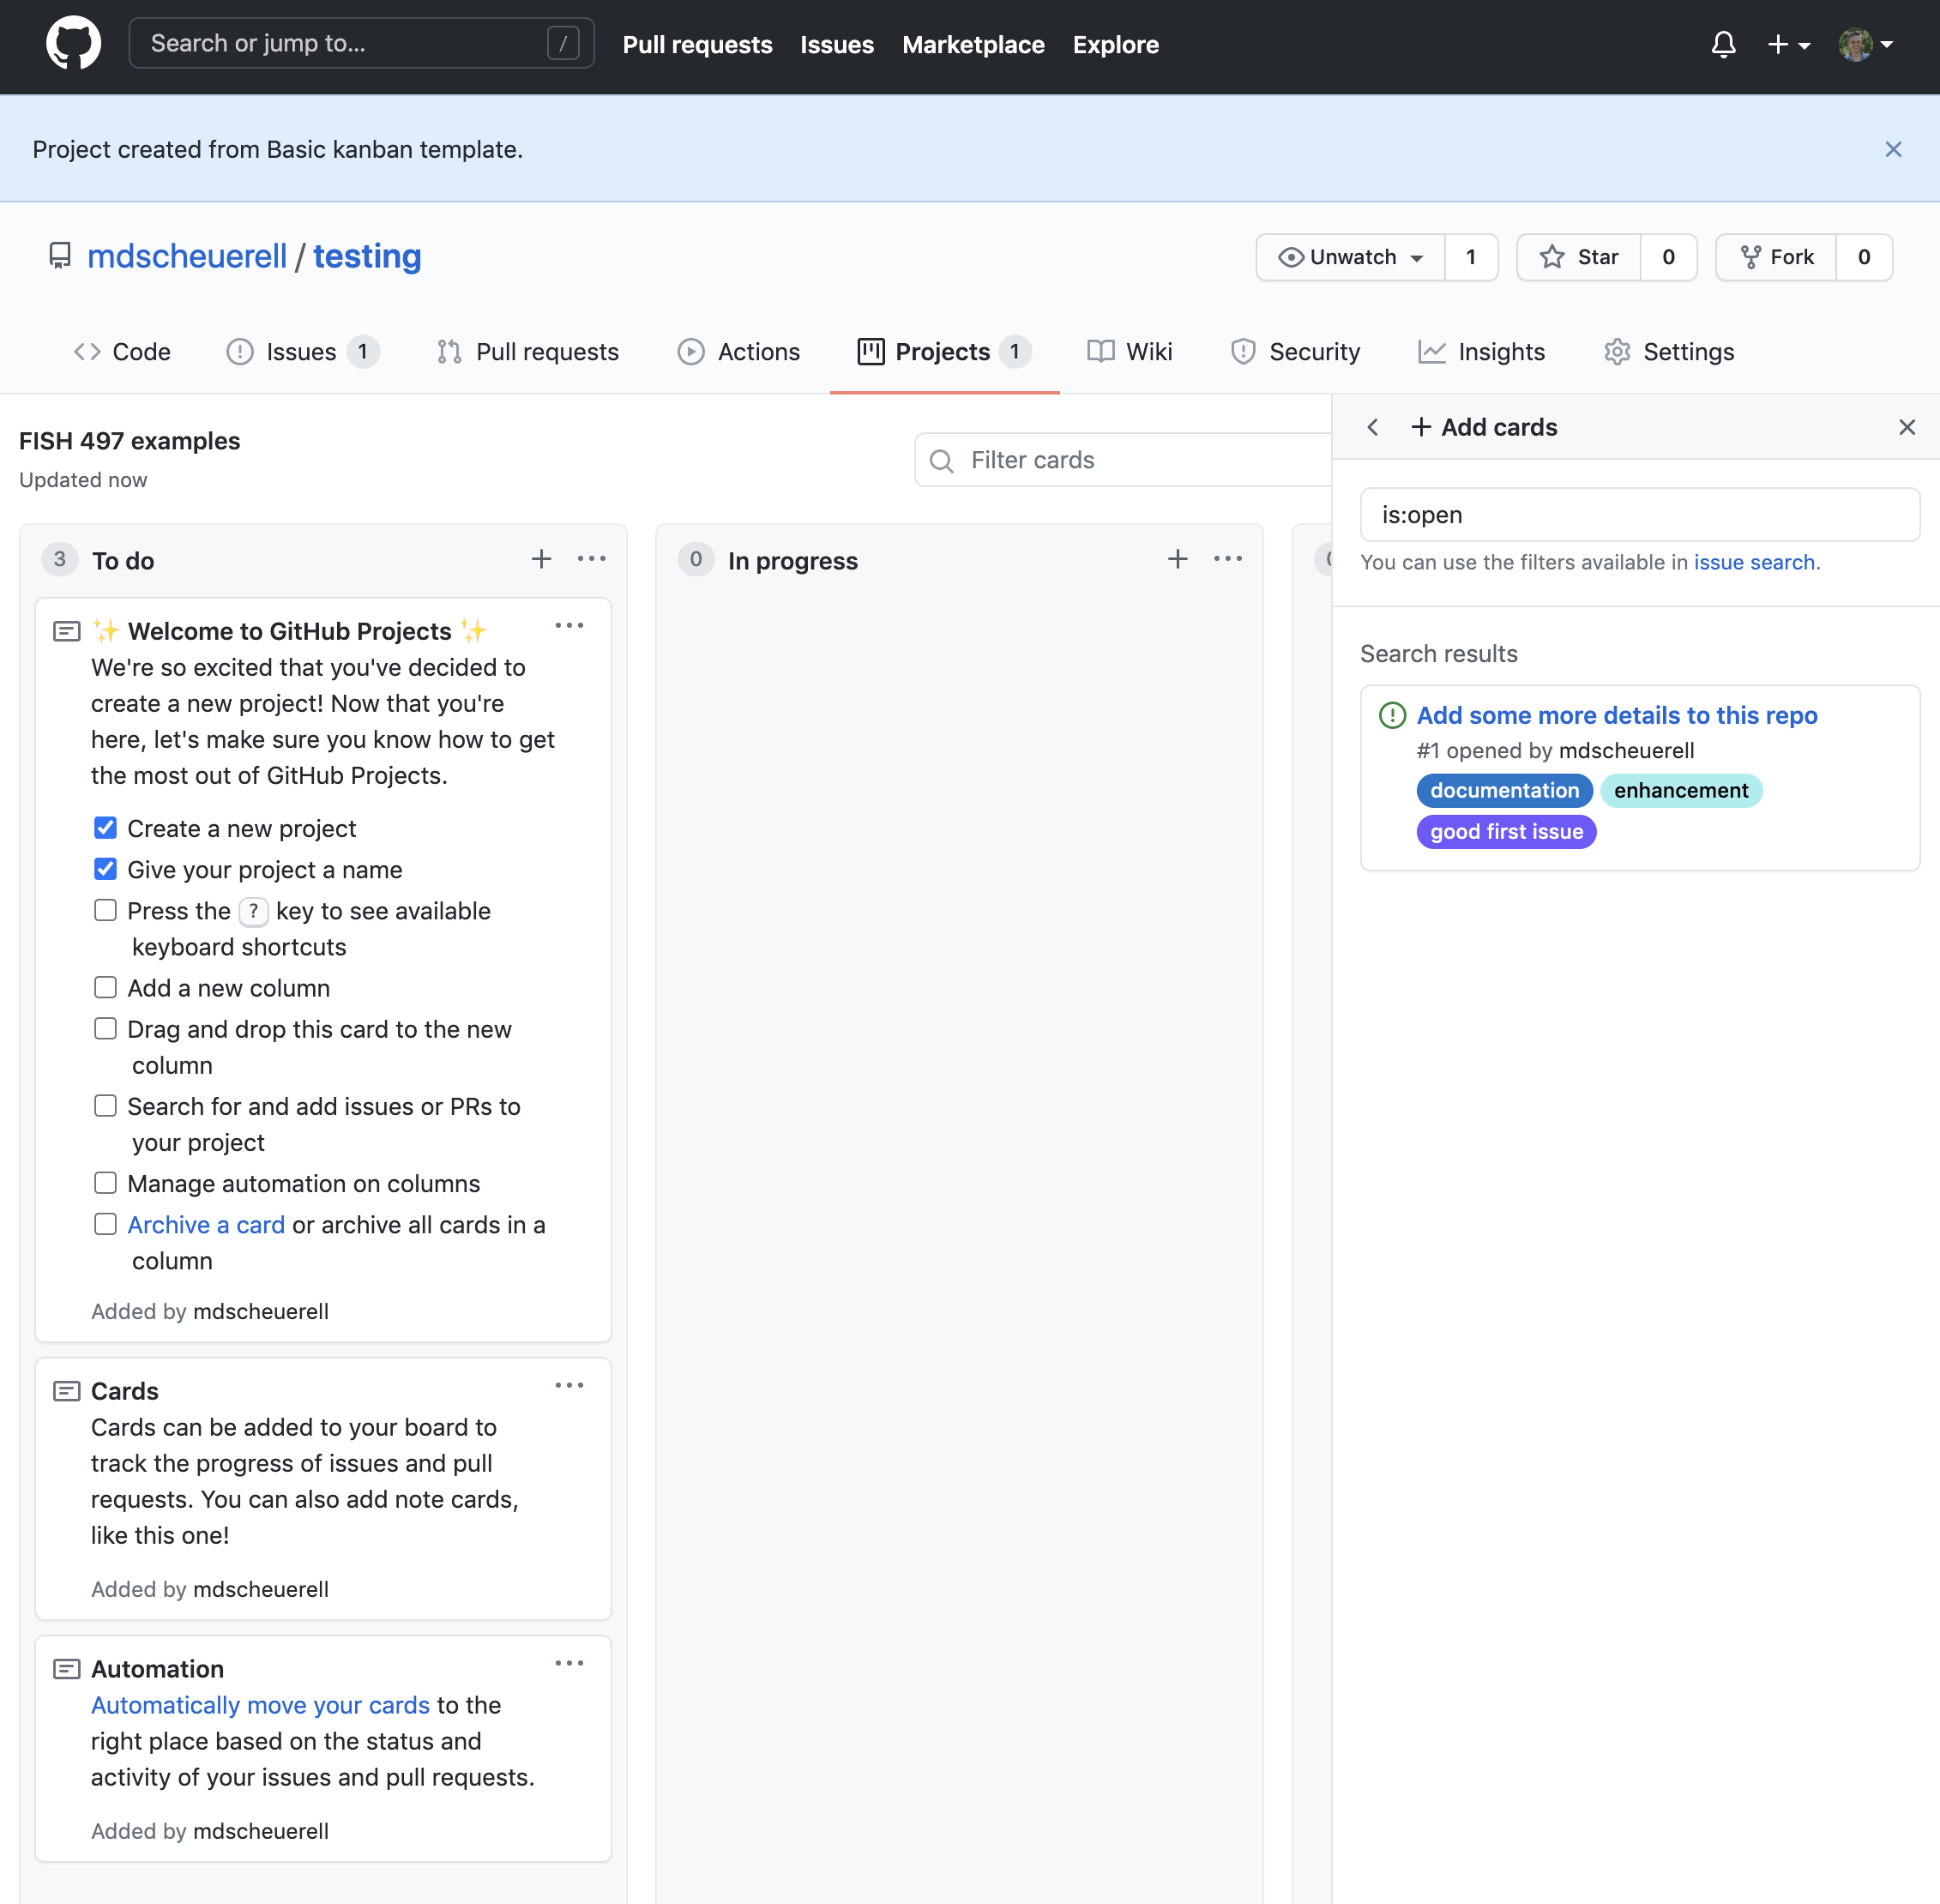 Search or jump to... /
Pull requests Issues Marketplace Explore
Project created from Basic kanban template.
mdscheuerell / testing
Unwatch 1 Star 0 Fork 0
Code Issues 1 Pull requests Actions Projects 1 Wiki Security Insights Settings
FISH 497 examples
Updated now
Filter cards
3 To do
✨ Welcome to GitHub Projects ✨
We're so excited that you've decided to
create a new project! Now that you're
here, let's make sure you know how to get
the most out of GitHub Projects.
Create a new project
Give your project a name
Press the ? key to see available
keyboard shortcuts
Add a new column
Drag and drop this card to the new
column
Search for and add issues or PRs to
your project
Manage automation on columns
Archive a card or archive all cards in a
column
Added by mdscheuerell
Cards
Cards can be added to your board to
track the progress of issues and pull
requests. You can also add note cards,
like this one!
Added by mdscheuerell
Automation
Automatically move your cards to the
right place based on the status and
activity of your issues and pull requests.
Added by mdscheuerell
0 In progress
Add cards
is:open
You can use the filters available in issue search.
Search results
Add some more details to this repo
#1 opened by mdscheuerell
documentation enhancement
good first issue